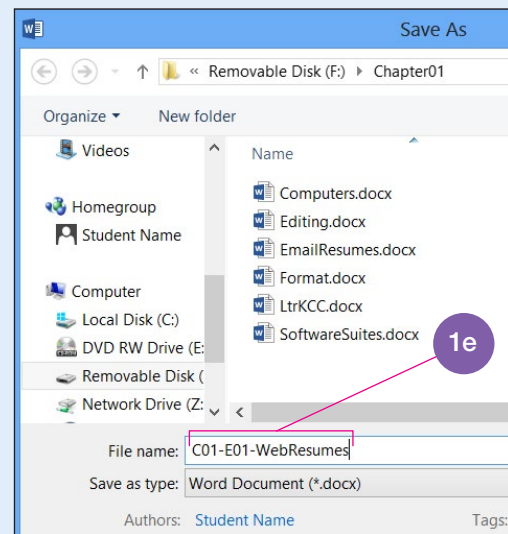 Save As
« Removable Disk (F:) Chapter01
Organize New folder
Videos
Homegroup
Student Name
Computer
Local Disk (C:)
DVD RW Drive (E:
Removable Disk (
Network Drive (Z:
Name
Computers.docx
Editing.docx
EmailResumes.docx
Format.docx
LtrKCC.docx
SoftwareSuites.docx
1e
File name: C01-E01-WebResumes
Save as type: Word Document (*.docx)
Authors: Student Name Tags: